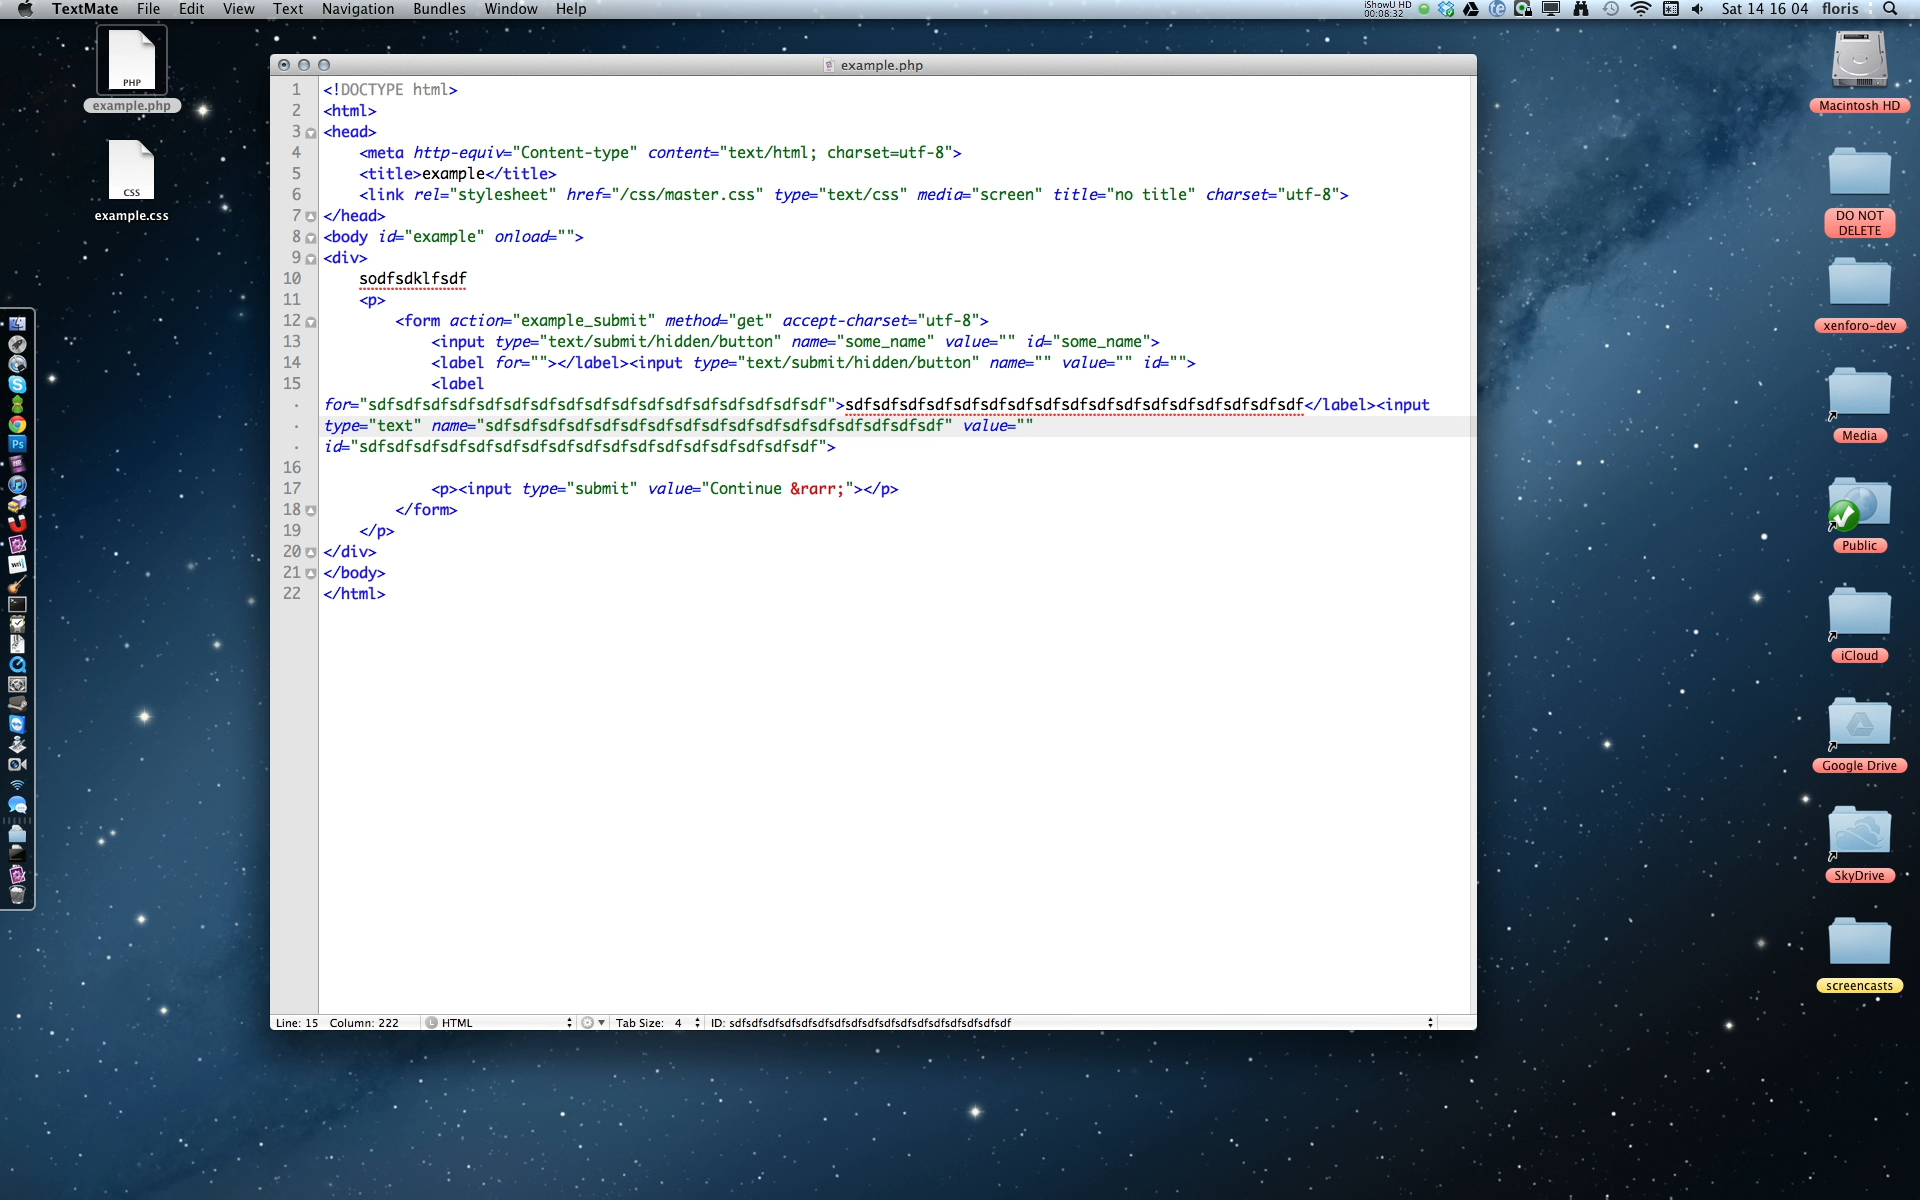 TextMate File Edit View Text Navigation Bundles Window Help
iShowU HD
00:08:32
Sat 14 16 04 floris
PHP
example.php
CSS
example.css
example.php
1 <!DOCTYPE html>
2 <html>
3 <head>
4 <meta http-equiv="Content-type" content="text/html; charset=utf-8">
5 <title>example</title>
6 <link rel="stylesheet" href="/css/master.css" type="text/css" media="screen" title="no title" charset="utf-8">
7 </head>
8 <body id="example" onload="">
9 <div>
10 sodfsdklfsdf
11 <p>
12 <form action="example_submit" method="get" accept-charset="utf-8">
13 <input type="text/submit/hidden/button" name="some_name" value="" id="some_name">
14 <label for=""></label><input type="text/submit/hidden/button" name="" value="" id="">
15 <label
for="sdfsdfsdfsdfsdfsdfsdfsdfsdfsdfsdfsdfsdfsdfsdfsdfsdf">sdfsdfsdfsdfsdfsdfsdfsdfsdfsdfsdfsdfsdfsdfsdfsdfsdf</label><input
type="text" name="sdfsdfsdfsdfsdfsdfsdfsdfsdfsdfsdfsdfsdfsdfsdfsdfsdf" value=""
id="sdfsdfsdfsdfsdfsdfsdfsdfsdfsdfsdfsdfsdfsdfsdfsdfsdf">
16
17 <p><input type="submit" value="Continue &rarr;"></p>
18 </form>
19 </p>
20 </div>
21 </body>
22 </html>
Line: 15 Column: 222 L HTML Tab Size: 4 ID: sdfsdfsdfsdfsdfsdfsdfsdfsdfsdfsdfsdfsdfsdfsdfsdfsdf
Macintosh HD
DO NOT
DELETE
xenforo-dev
Media
Public
iCloud
Google Drive
SkyDrive
screencasts
Ps